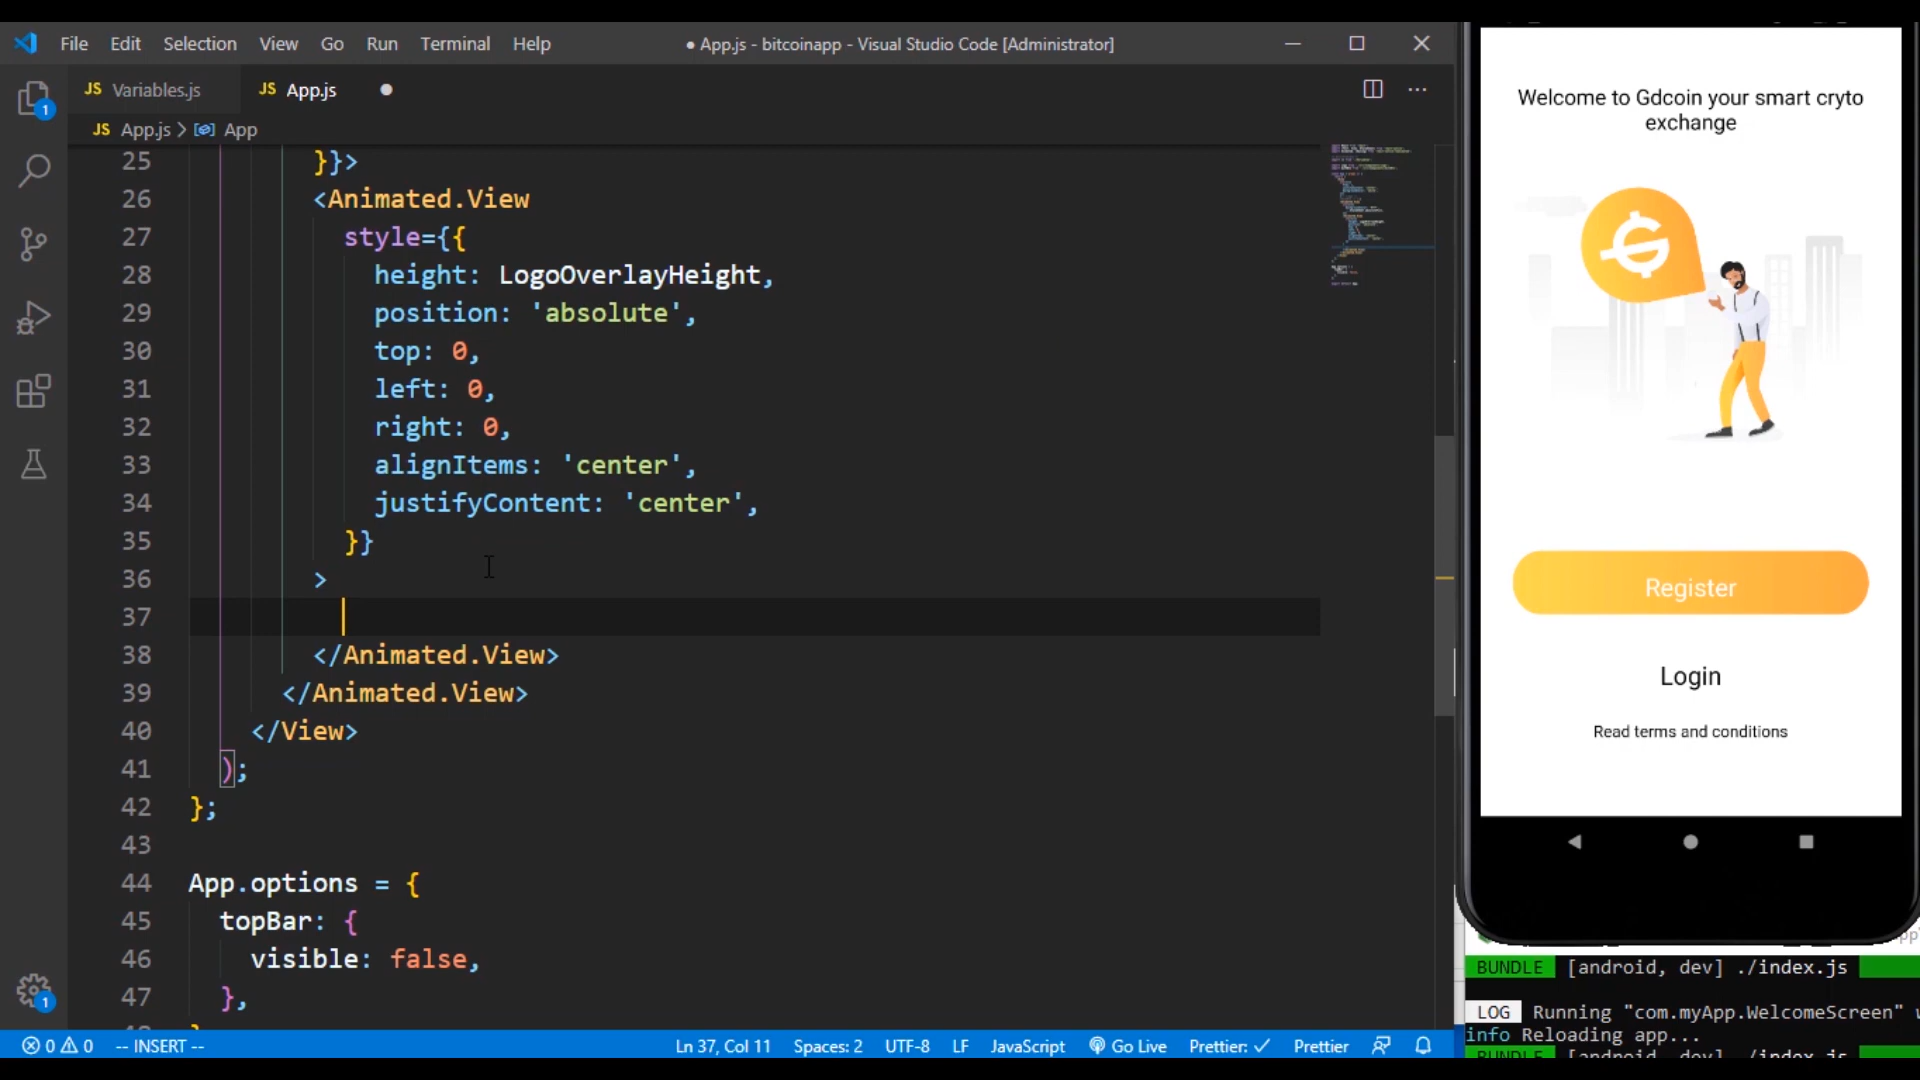 File Edit Selection View Go Run Terminal Help
● App.js - bitcoinapp - Visual Studio Code [Administrator]
JS Variables.js JS App.js
JS App.js > App
25 }}>
26 <Animated.View
27 style={{
28 height: LogoOverlayHeight,
29 position: 'absolute',
30 top: 0,
31 left: 0,
32 right: 0,
33 alignItems: 'center',
34 justifyContent: 'center',
35 }}
36 >
37
38 </Animated.View>
39 </Animated.View>
40 </View>
41 );
42 };
43
44 App.options = {
45 topBar: {
46 visible: false,
47 },
1
1
0 0 -- INSERT -- Ln 37, Col 11 Spaces: 2 UTF-8 LF JavaScript Go Live Prettier: ✓ Prettier
Welcome to Gdcoin your smart cryto
exchange
Register
Login
Read terms and conditions
BUNDLE [android, dev] ./index.js
LOG Running "com.myApp.WelcomeScreen" w
info Reloading app...
BUNDLE [android, dev] ./index.js